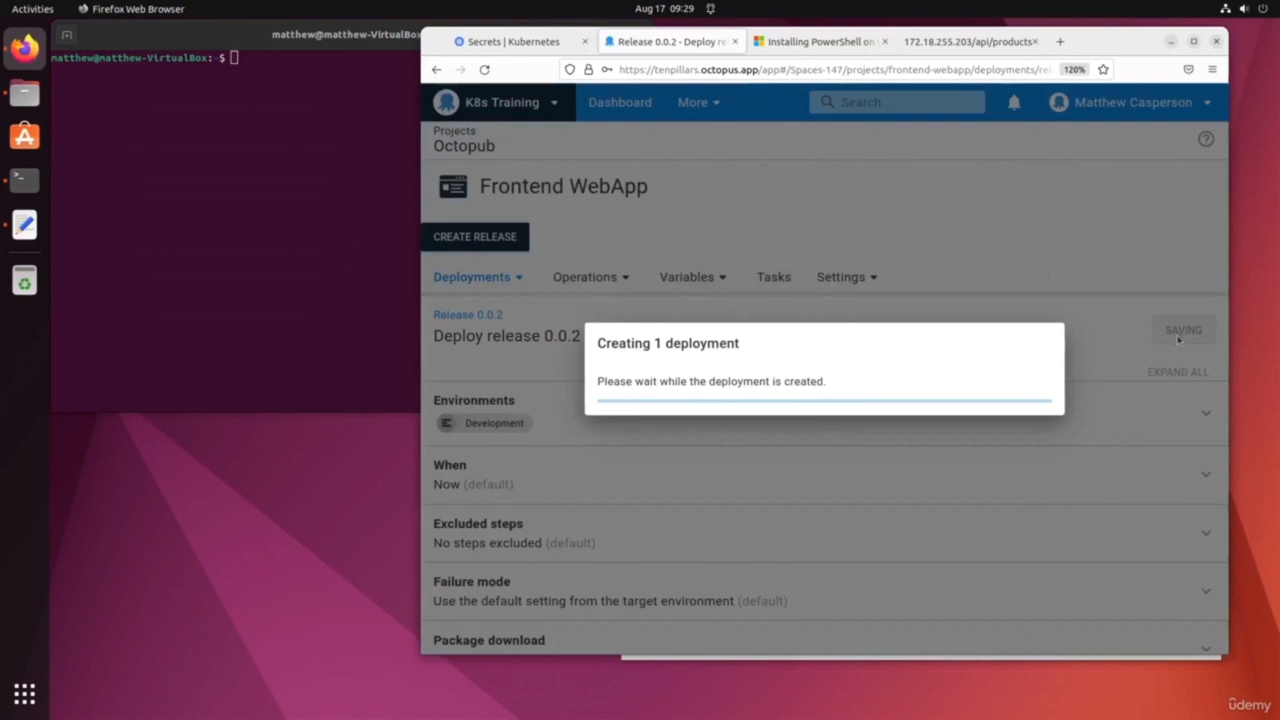 Activities
Firefox Web Browser
Aug 17 09:29
matthew@matthew-VirtualBox
matthew@matthew-VirtualBox:~$
Secrets | Kubernetes
Release 0.0.2 - Deploy re
Installing PowerShell on
172.18.255.203/api/products
https://tenpillars.octopus.app/app#/Spaces-147/projects/frontend-webapp/deployments/rel
120%
K8s Training
Dashboard
More
Search...
Matthew Casperson
Projects
Octopub
Frontend WebApp
CREATE RELEASE
Deployments
Operations
Variables
Tasks
Settings
Release 0.0.2
Deploy release 0.0.2
SAVING
EXPAND ALL
Creating 1 deployment
Please wait while the deployment is created.
Environments
Development
When
Now (default)
Excluded steps
No steps excluded (default)
Failure mode
Use the default setting from the target environment (default)
Package download
ûdemy